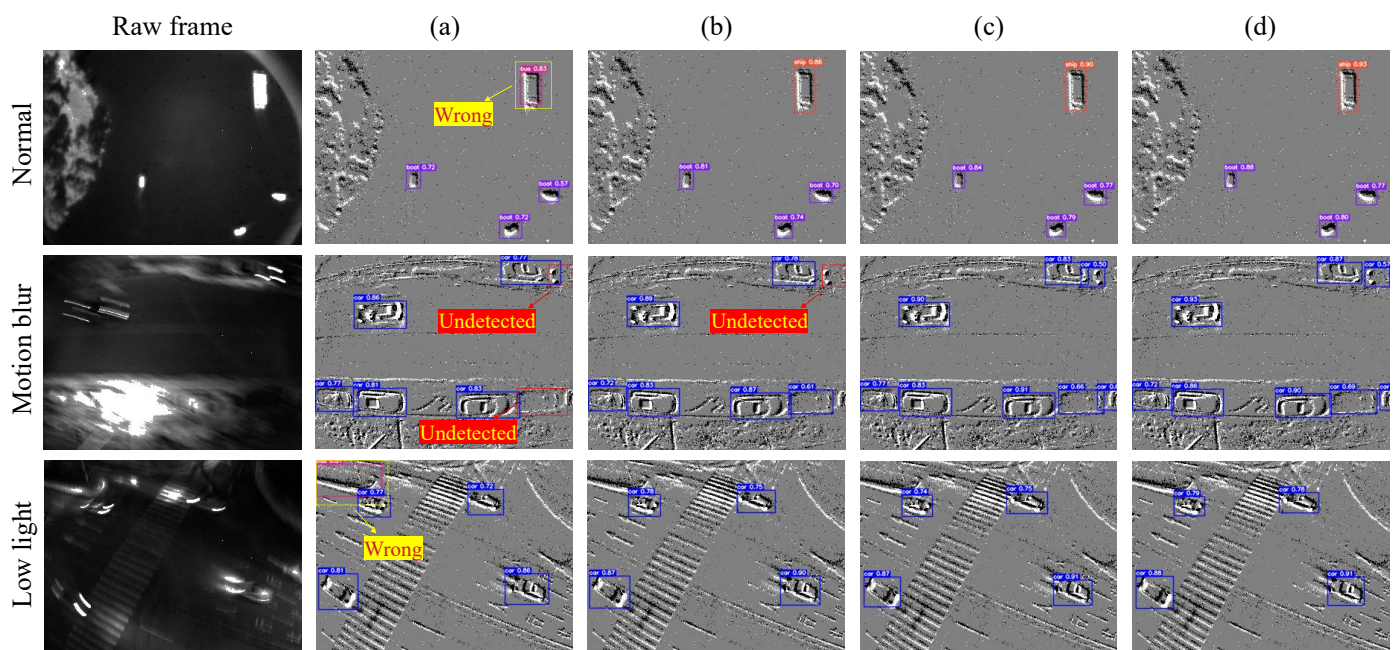 Raw frame (a) (b) (c) (d)
Normal
bus 0.83
Wrong
boat 0.72
boat 0.57
boat 0.72
ship 0.86
boat 0.81
boat 0.70
boat 0.74
ship 0.90
boat 0.84
boat 0.77
boat 0.79
ship 0.93
boat 0.88
boat 0.77
boat 0.80
Motion blur
car 0.77
car 0.86
Undetected
car 0.77
car 0.81
car 0.83
Undetected
car 0.78
car 0.89
Undetected
car 0.72
car 0.83
car 0.87
car 0.61
car 0.83
car 0.50
car 0.90
car 0.77
car 0.83
car 0.91
car 0.86
car 0.87
car 0.57
car 0.93
car 0.72
car 0.86
car 0.90
car 0.69
Low light
car 0.77
car 0.72
Wrong
car 0.81
car 0.86
car 0.78
car 0.75
car 0.87
car 0.90
car 0.74
car 0.75
car 0.87
car 0.91
car 0.79
car 0.78
car 0.88
car 0.91